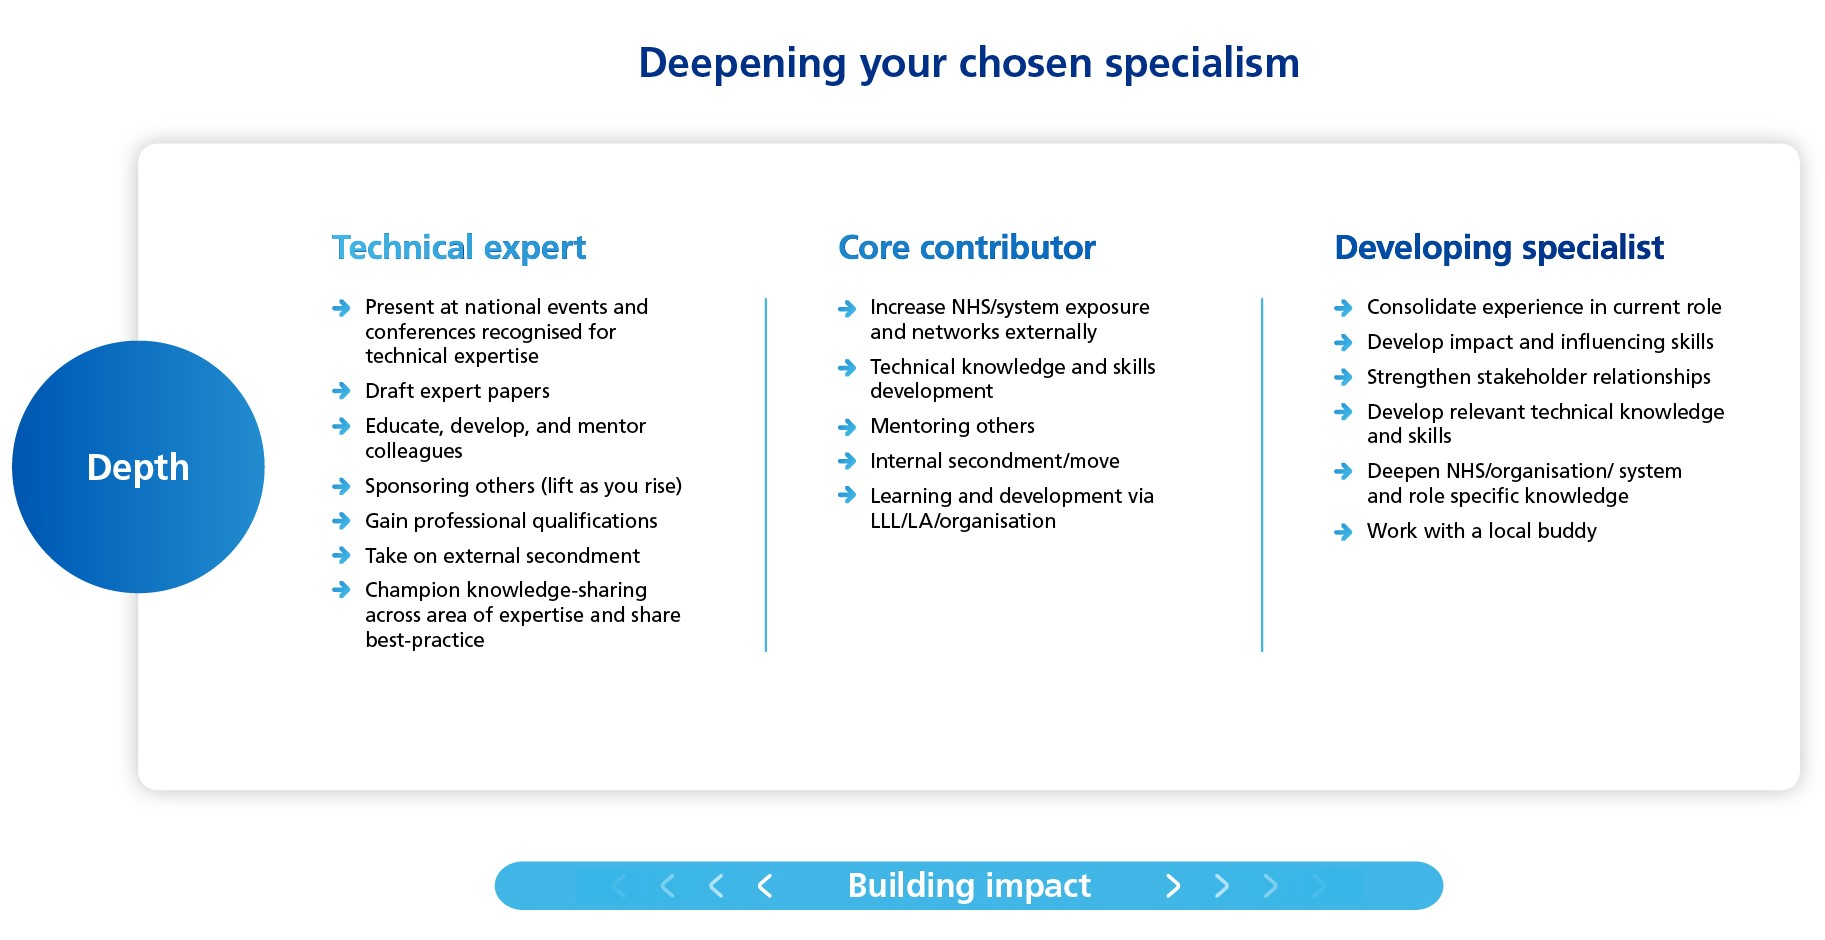 Deepening your chosen specialism
Depth
Technical expert
Present at national events and
conferences recognised for
technical expertise
Draft expert papers
Educate, develop, and mentor
colleagues
Sponsoring others (lift as you rise)
Gain professional qualifications
Take on external secondment
Champion knowledge-sharing
across area of expertise and share
best-practice
Core contributor
Increase NHS/system exposure
and networks externally
Technical knowledge and skills
development
Mentoring others
Internal secondment/move
Learning and development via
LLL/LA/organisation
Developing specialist
Consolidate experience in current role
Develop impact and influencing skills
Strengthen stakeholder relationships
Develop relevant technical knowledge
and skills
Deepen NHS/organisation/ system
and role specific knowledge
Work with a local buddy
Building impact